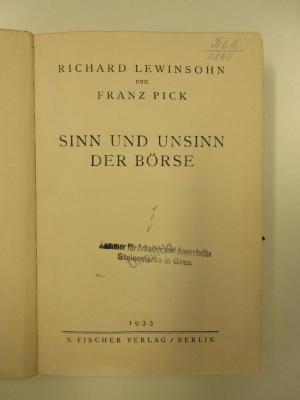 RICHARD LEWINSOHN
UND
FRANZ PICK
SINN UND UNSINN
DER BÖRSE
Kammer für Arbeiter und Angestellte
Steiermarks in Graz.
1933
S. FISCHER VERLAG / BERLIN